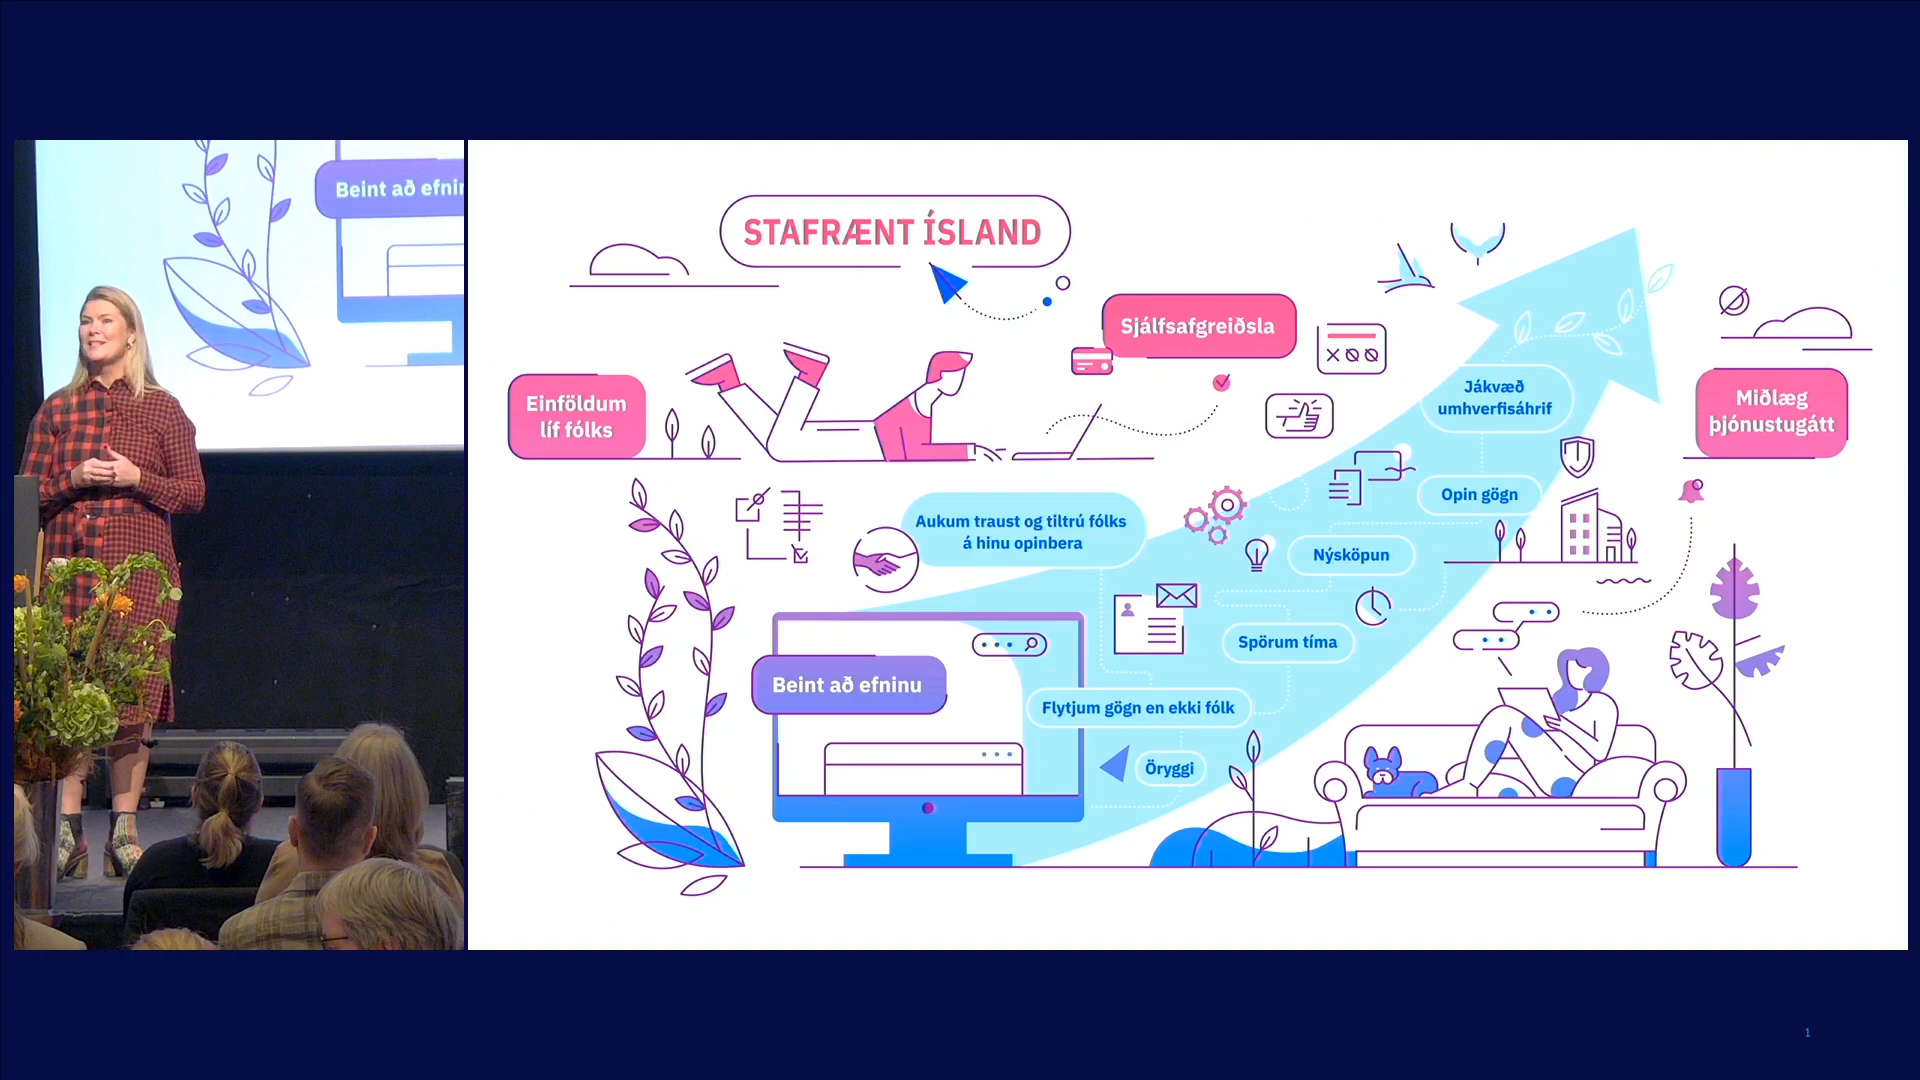 Beint að efnin
STAFRÆNT ÍSLAND
Sjálfsafgreiðsla
Einföldum
líf fólks
Jákvæð
umhverfisáhrif
Miðlæg
þjónustugátt
Opin gögn
Aukum traust og tiltrú fólks
á hinu opinbera
Nýsköpun
Spörum tíma
Beint að efninu
Flytjum gögn en ekki fólk
Öryggi
1